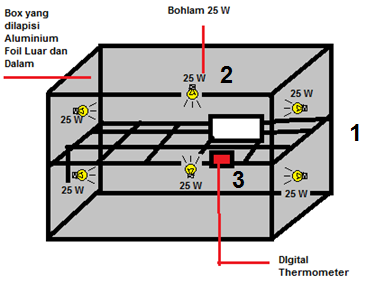 Box yang
dilapisi
Aluminium
Foil Luar dan
Dalam
Bohlam 25 W
25 W
2
25 W
25 W
1
3
25 W
25 W
25 W
DIgital
Thermometer